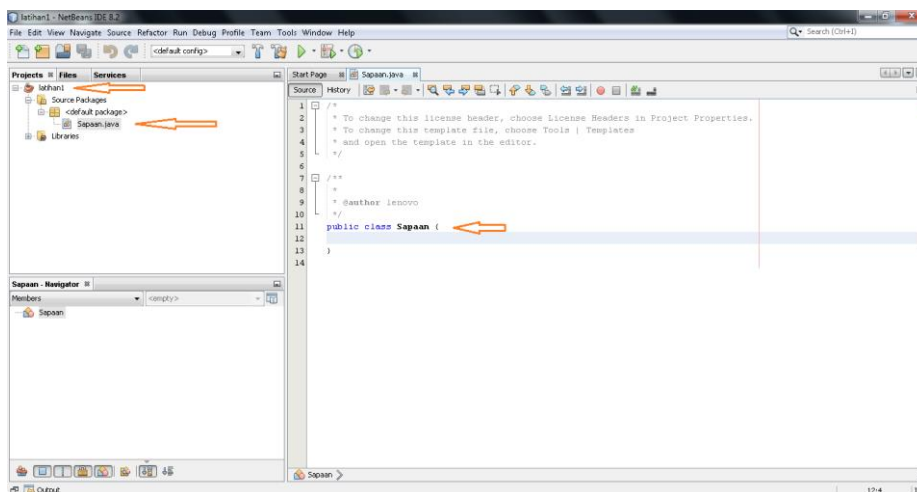 latihan1 - NetBeans IDE 8.2
File Edit View Navigate Source Refactor Run Debug Profile Team Tools Window Help
Search (Ctrl+I)
<default config>
Projects Files Services
latihan1
Source Packages
<default package>
Sapaan.java
Libraries
Start Page Sapaan.java
Source History
1 /*
2 * To change this license header, choose License Headers in Project Properties.
3 * To change this template file, choose Tools | Templates
4 * and open the template in the editor.
5 */
6
7 /**
8 *
9 * @author lenovo
10 */
11 public class Sapaan {
12
13 }
14
Sapaan - Navigator
Members <empty>
Sapaan
Sapaan
Output
12:4